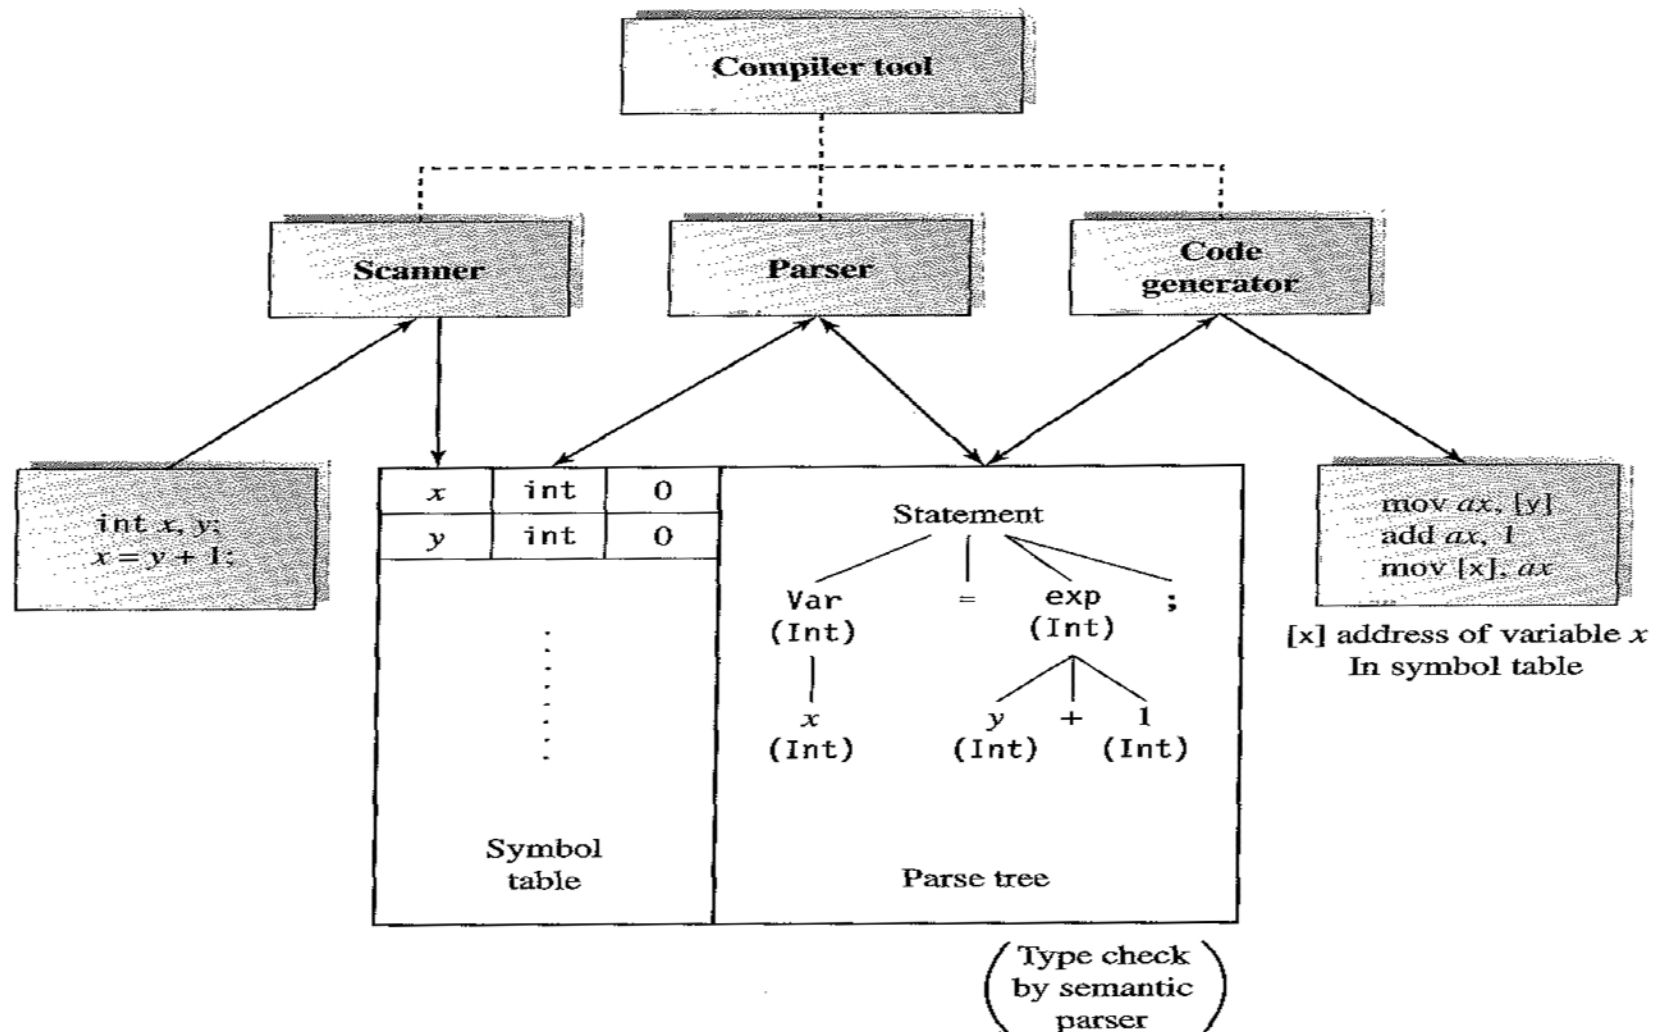 Compiler tool
Scanner
Parser
Code
generator
int x, y;
x = y + 1;
x int 0
y int 0
Symbol
table
Statement
Var = exp ;
(Int) (Int)
x y + 1
(Int) (Int) (Int)
Parse tree
mov ax, [y]
add ax, 1
mov [x], ax
[x] address of variable x
In symbol table
Type check
by semantic
parser